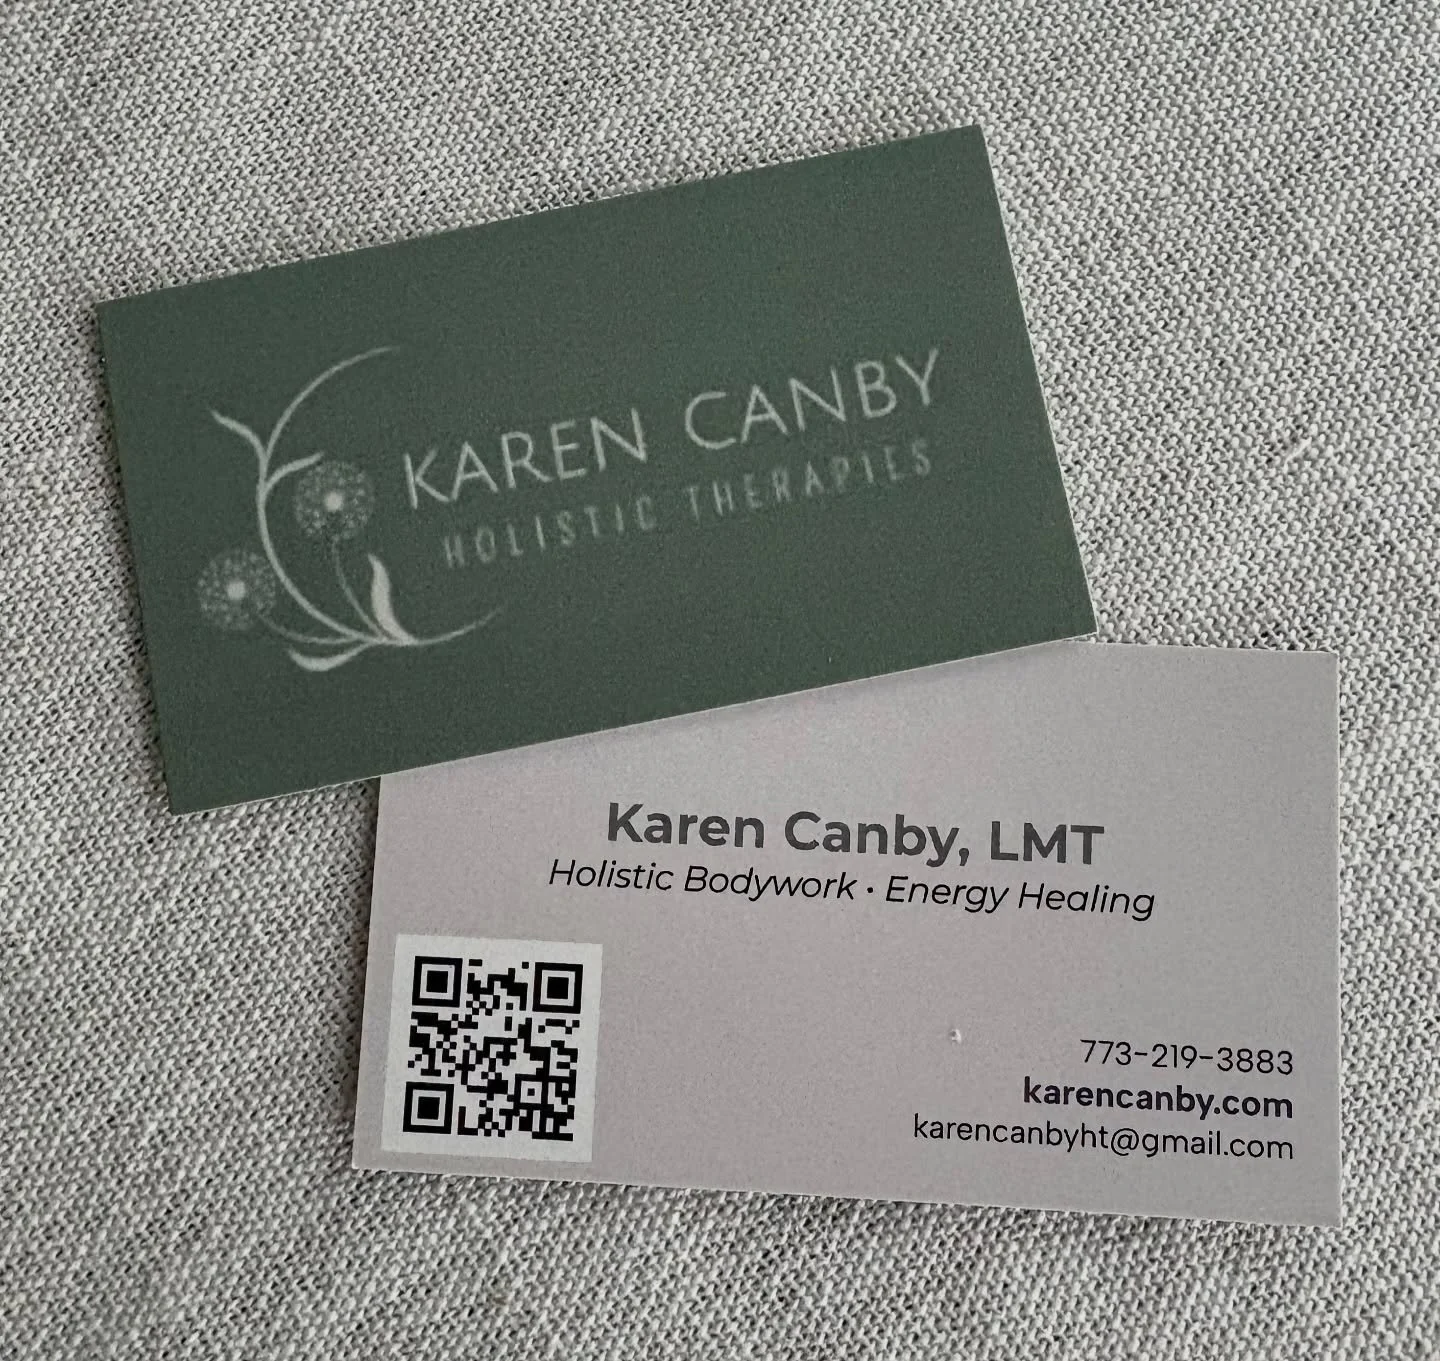 KAREN CANBY
HOLISTIC THERAPIES
Karen Canby, LMT
Holistic Bodywork • Energy Healing
773-219-3883
karencanby.com
karencanbyht@gmail.com